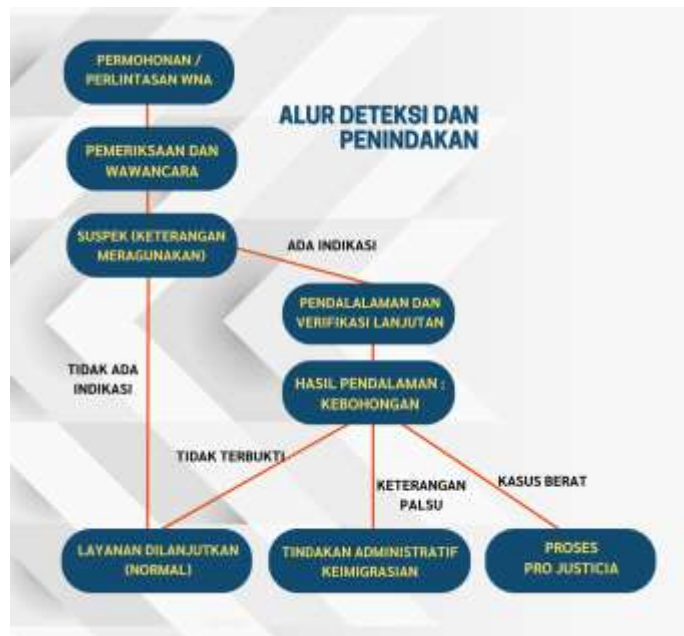 PERMOHONAN /
PERLINTASAN WNA
ALUR DETEKSI DAN
PENINDAKAN
PEMERIKSAAN DAN
WAWANCARA
SUSPEK (KETERANGAN
MERAGUNAKAN)
ADA INDIKASI
PENDALALAMAN DAN
VERIFIKASI LANJUTAN
TIDAK ADA
INDIKASI
HASIL PENDALAMAN :
KEBOHONGAN
TIDAK TERBUKTI
KETERANGAN
PALSU
KASUS BERAT
LAYANAN DILANJUTKAN
(NORMAL)
TINDAKAN ADMINISTRATIF
KEIMIGRASIAN
PROSES
PRO JUSTICIA